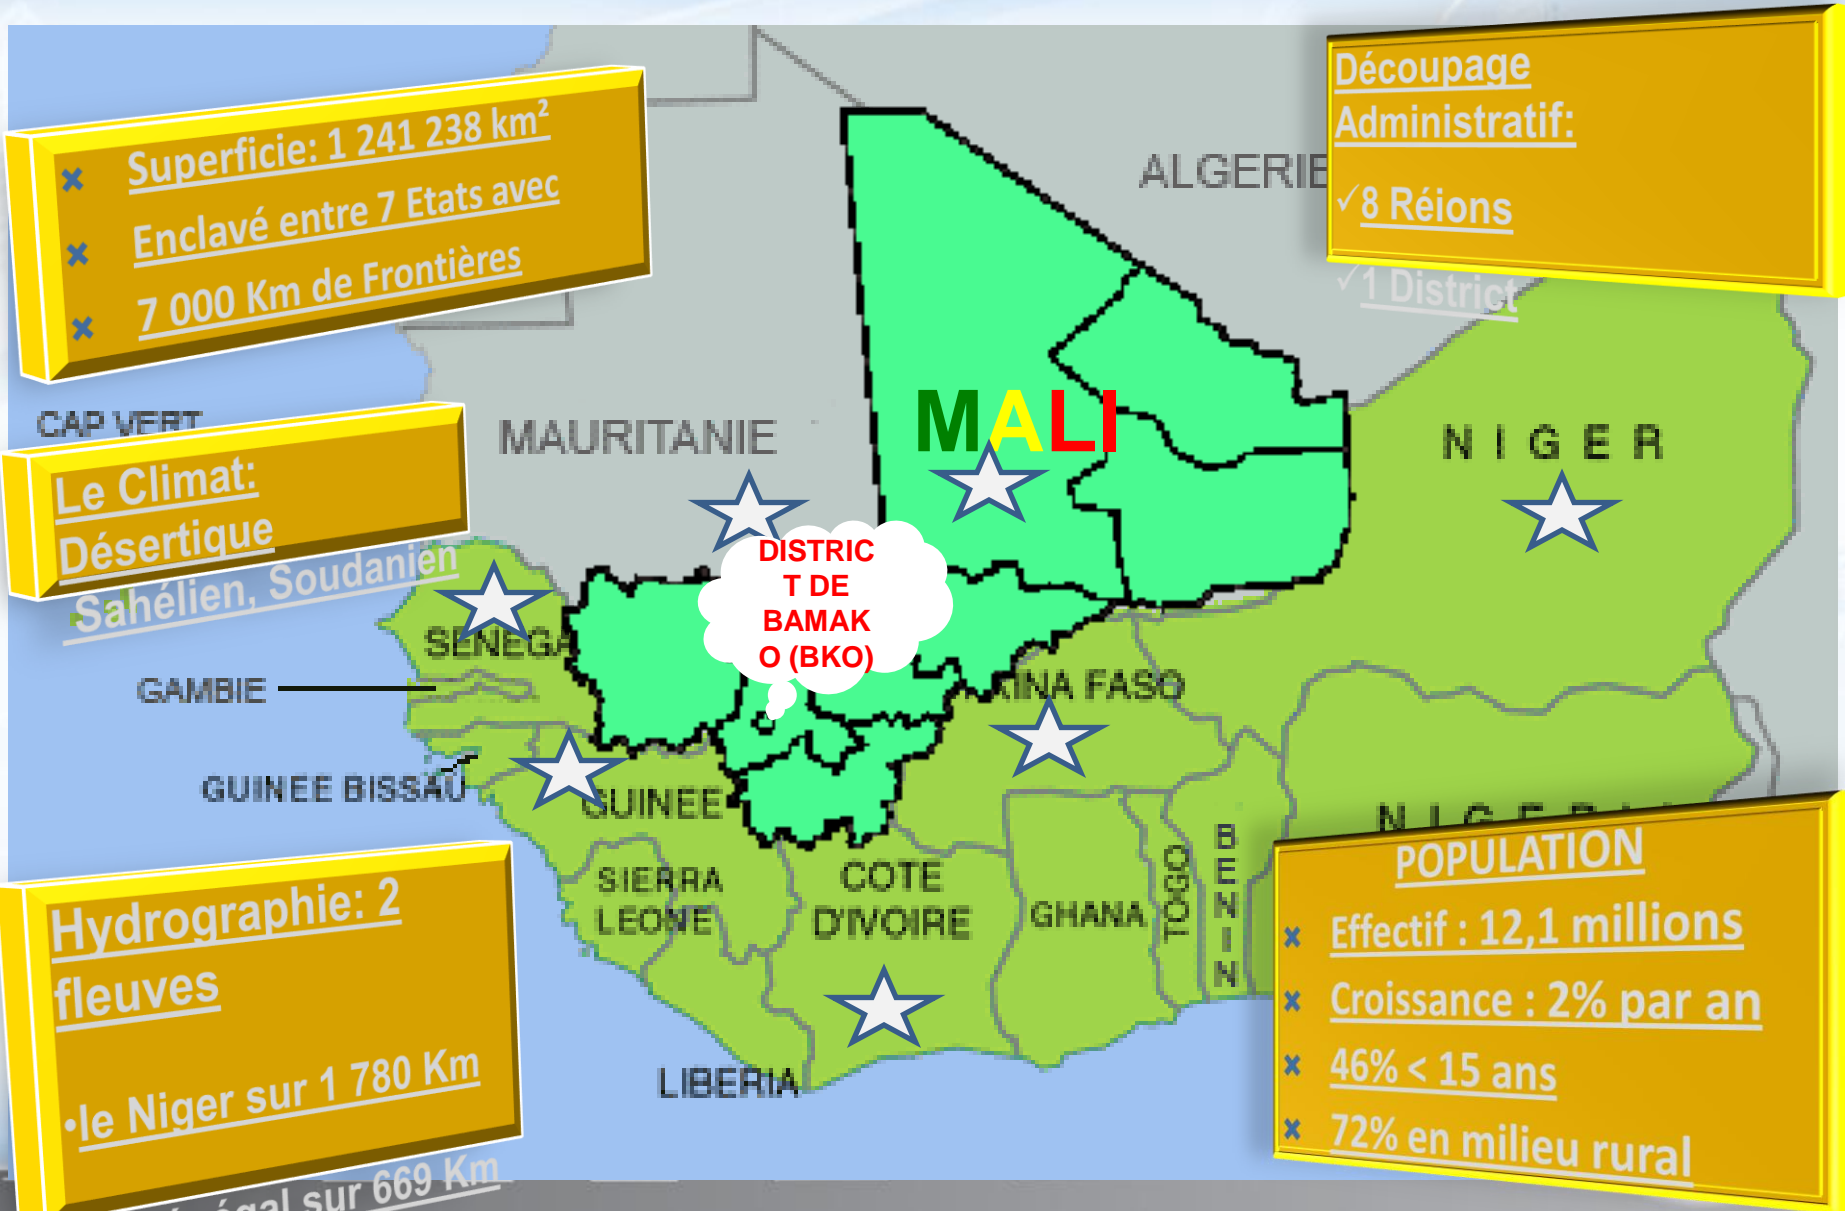 Superficie: 1 241 238 km²
Enclavé entre 7 Etats avec
7 000 Km de Frontières
Découpage
Administratif:
✓8 Réions
✓1 District
ALGERIE
CAP VERT
MAURITANIE
MALI
NIGER
Le Climat:
Désertique
Sahélien, Soudanien
DISTRIC
T DE
BAMAK
O (BKO)
SENEGA
GAMBIE
KINA FASO
GUINEE BISSAU
GUINEE
SIERRA
LEONE
COTE
D'IVOIRE
GHANA
TOGO
BENIN
LIBERIA
Hydrographie: 2
fleuves
•le Niger sur 1 780 Km
sur 669 Km
POPULATION
Effectif : 12,1 millions
Croissance : 2% par an
46% < 15 ans
72% en milieu rural